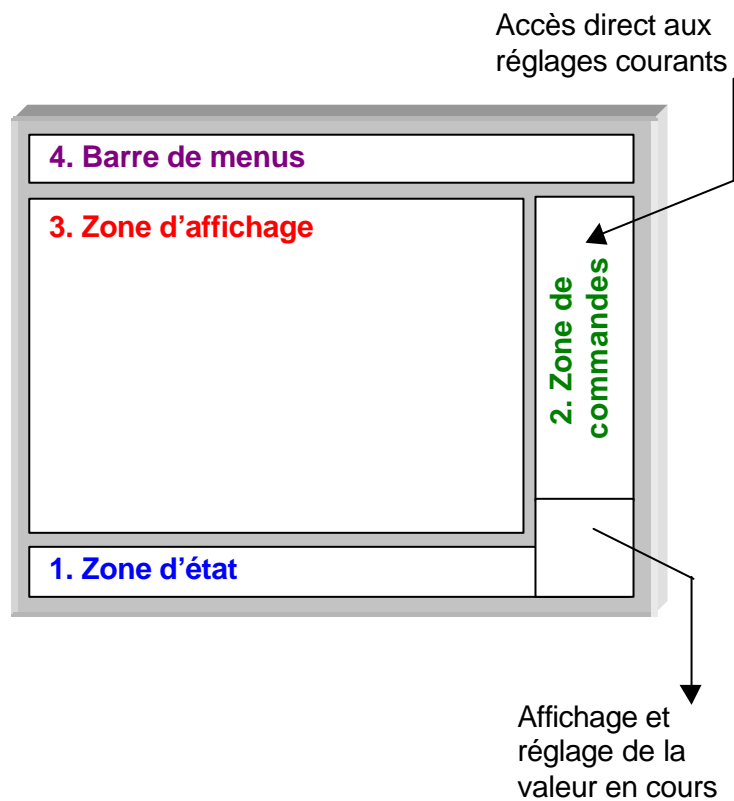 Accès direct aux
réglages courants
4. Barre de menus
3. Zone d'affichage
2. Zone de
commandes
1. Zone d'état
Affichage et
réglage de la
valeur en cours